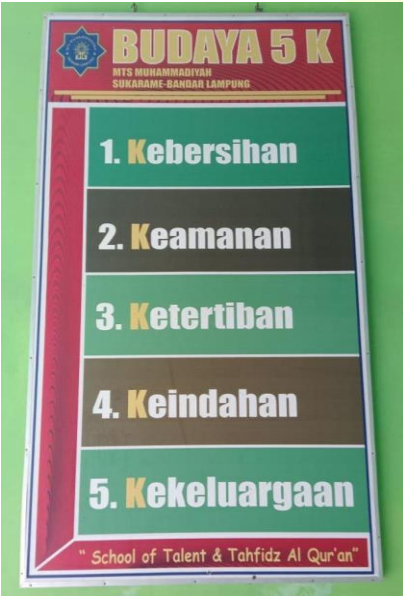 BUDAYA 5 K
MTS MUHAMMADIYAH
SUKARAME-BANDAR LAMPUNG
1. Kebersihan
2. Keamanan
3. Ketertiban
4. Keindahan
5. Kekeluargaan
" School of Talent & Tahfidz Al Qur'an"